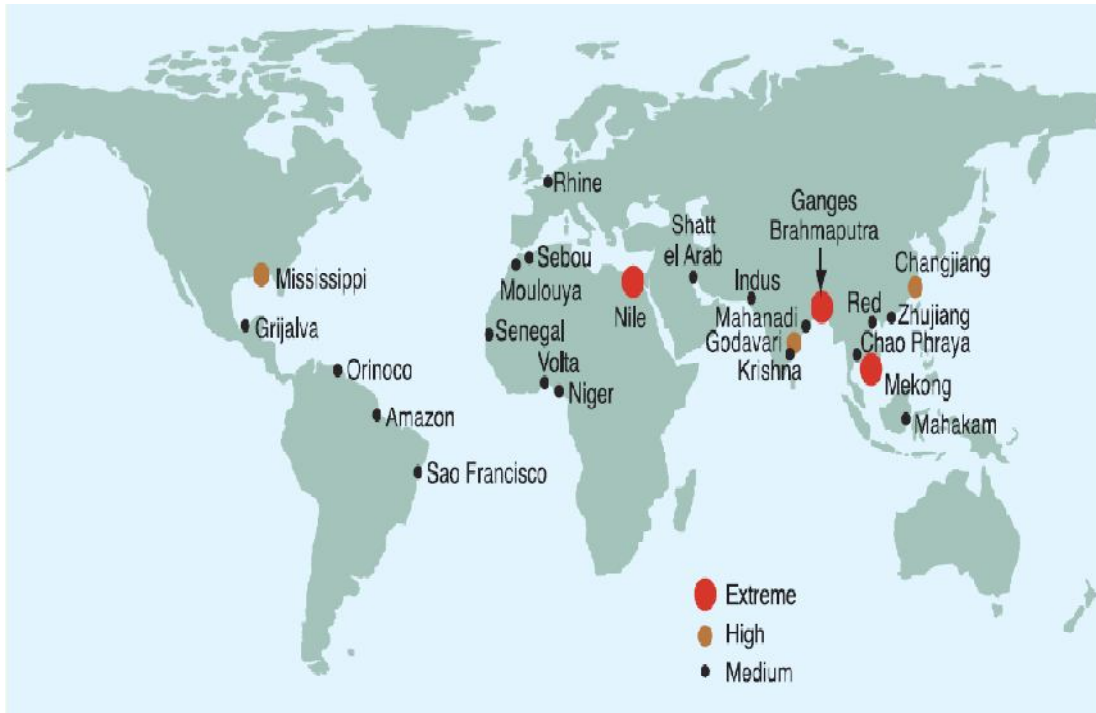 Rhine
Ganges
Brahmaputra
Shatt
el Arab
Sebou
Moulouya
Changjiang
Mississippi
Indus
Nile
Red
Zhujiang
Mahanadi
Grijalva
Senegal
Godavari
Chao Phraya
Krishna
Volta
Orinoco
Niger
Mekong
Amazon
Mahakam
Sao Francisco
Extreme
High
Medium